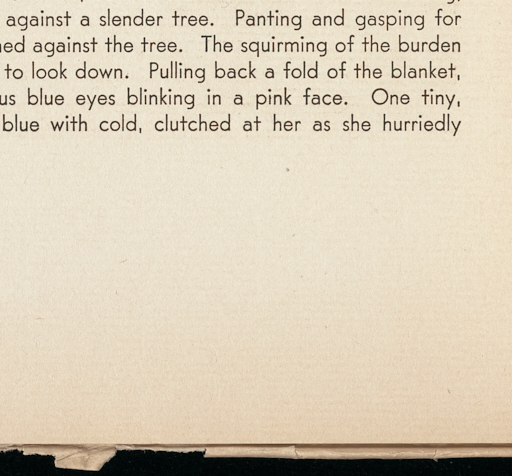 against a slender tree. Panting and gasping for
against the tree. The squirming of the burden
to look down. Pulling back a fold of the blanket,
blue eyes blinking in a pink face. One tiny,
blue with cold, clutched at her as she hurriedly